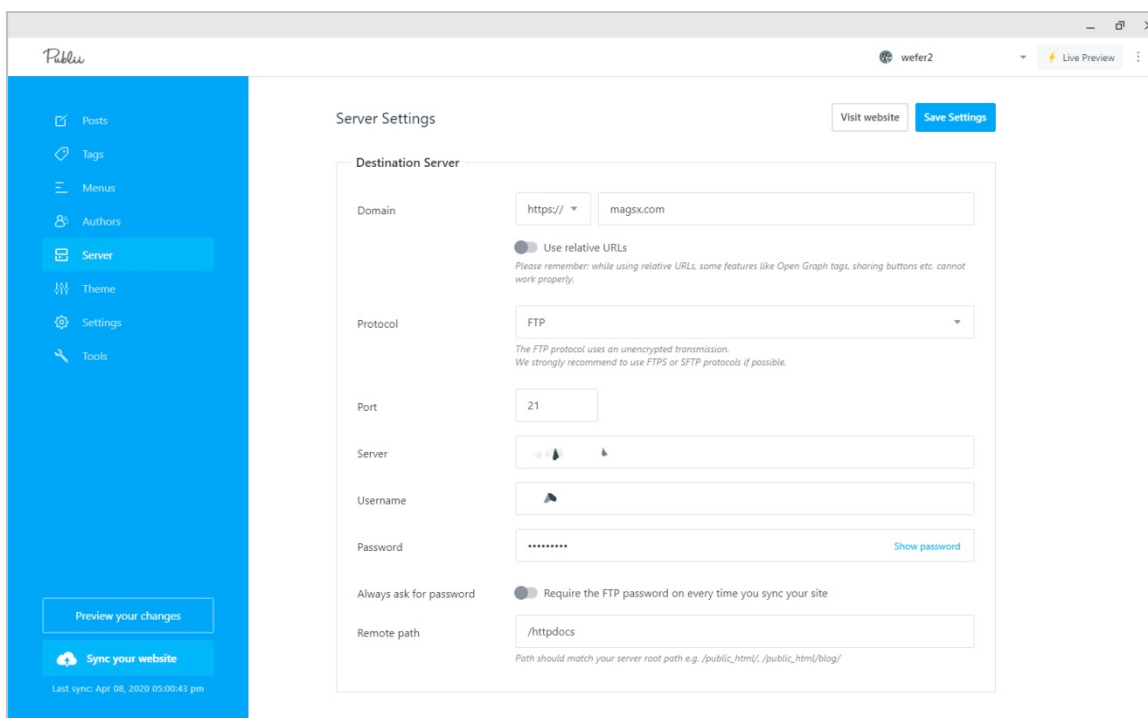 Publii
wefer2
Live Preview
Posts
Tags
Menus
Authors
Server
Theme
Settings
Tools
Preview your changes
Sync your website
Last sync: Apr 08, 2020 05:00:43 pm
Server Settings
Visit website
Save Settings
Destination Server
Domain
https://
magsx.com
Use relative URLs
Please remember: while using relative URLs, some features like Open Graph tags, sharing buttons etc. cannot
work properly.
Protocol
FTP
The FTP protocol uses an unencrypted transmission.
We strongly recommend to use FTPS or SFTP protocols if possible.
Port
21
Server
Username
Password
•••••••••
Show password
Always ask for password
Require the FTP password on every time you sync your site
Remote path
/httpdocs
Path should match your server root path e.g. /public_html/, /public_html/blog/